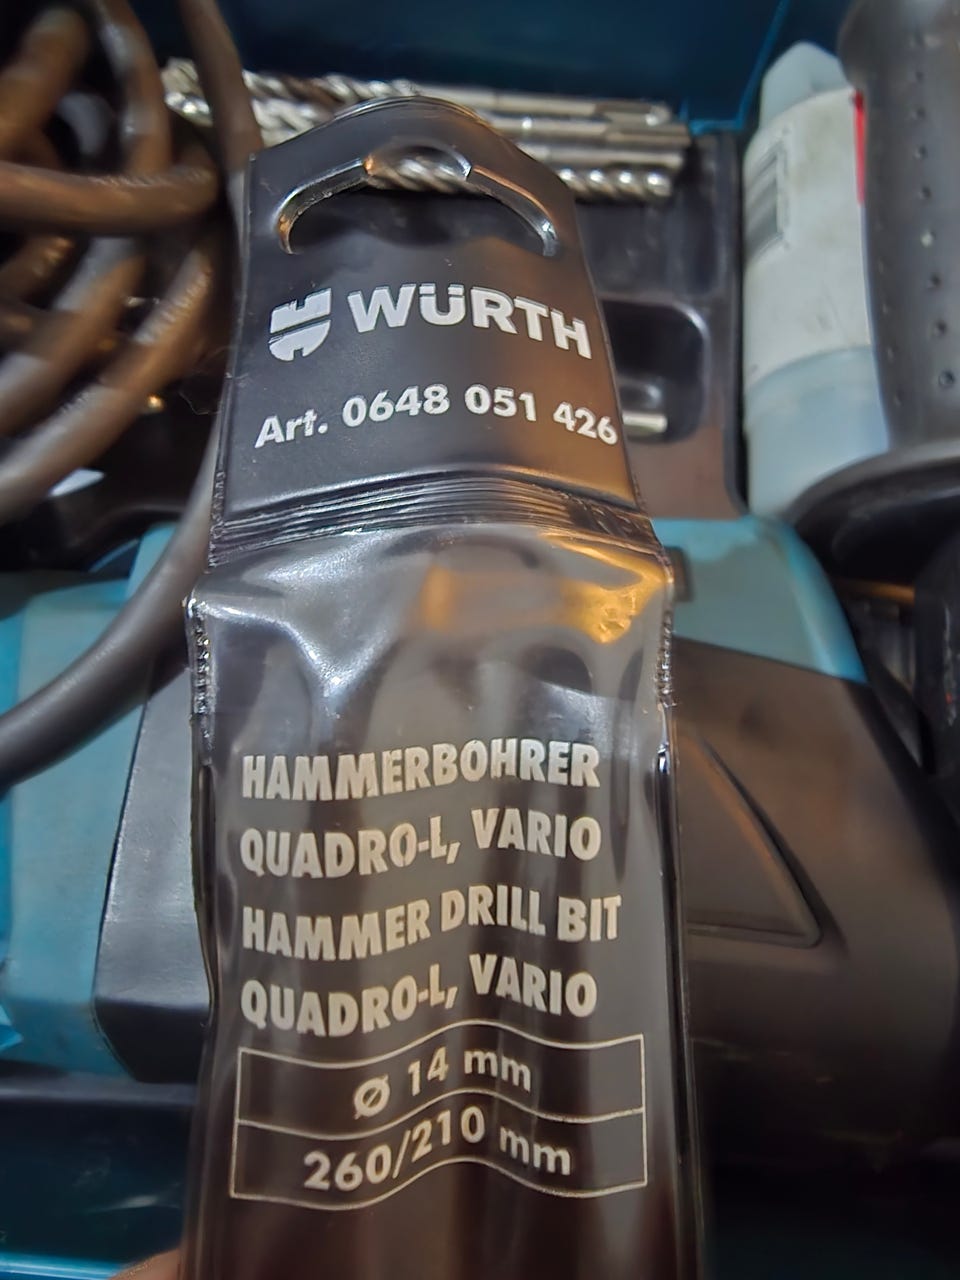 WÜRTH
Art. 0648 051 426
HAMMERBOHRER
QUADRO-L, VARIO
HAMMER DRILL BIT
QUADRO-L, VARIO
Ø 14 mm
260/210 mm